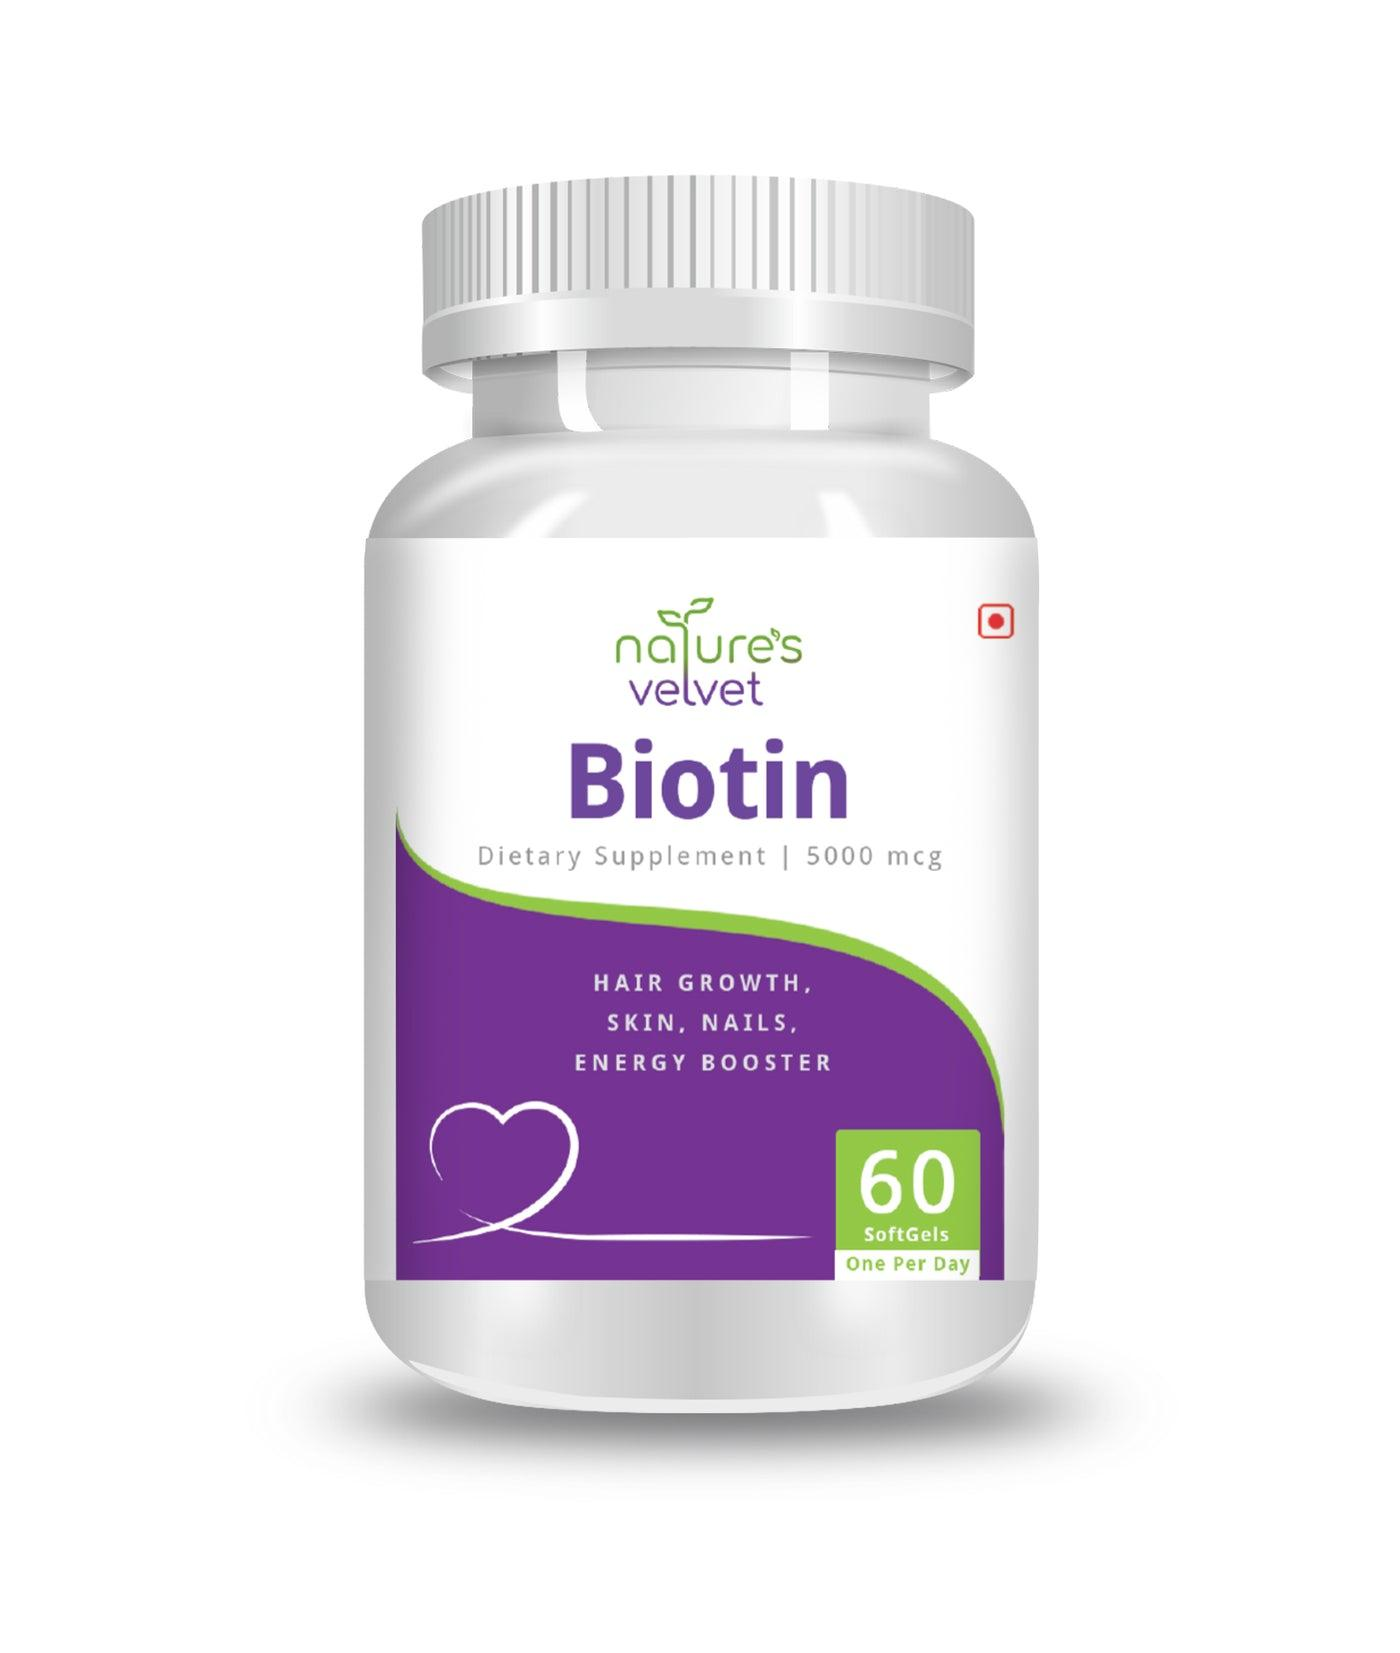 nature's
velvet
Biotin
Dietary Supplement | 5000 mcg
HAIR GROWTH,
SKIN, NAILS,
ENERGY BOOSTER
60
SoftGels
One Per Day